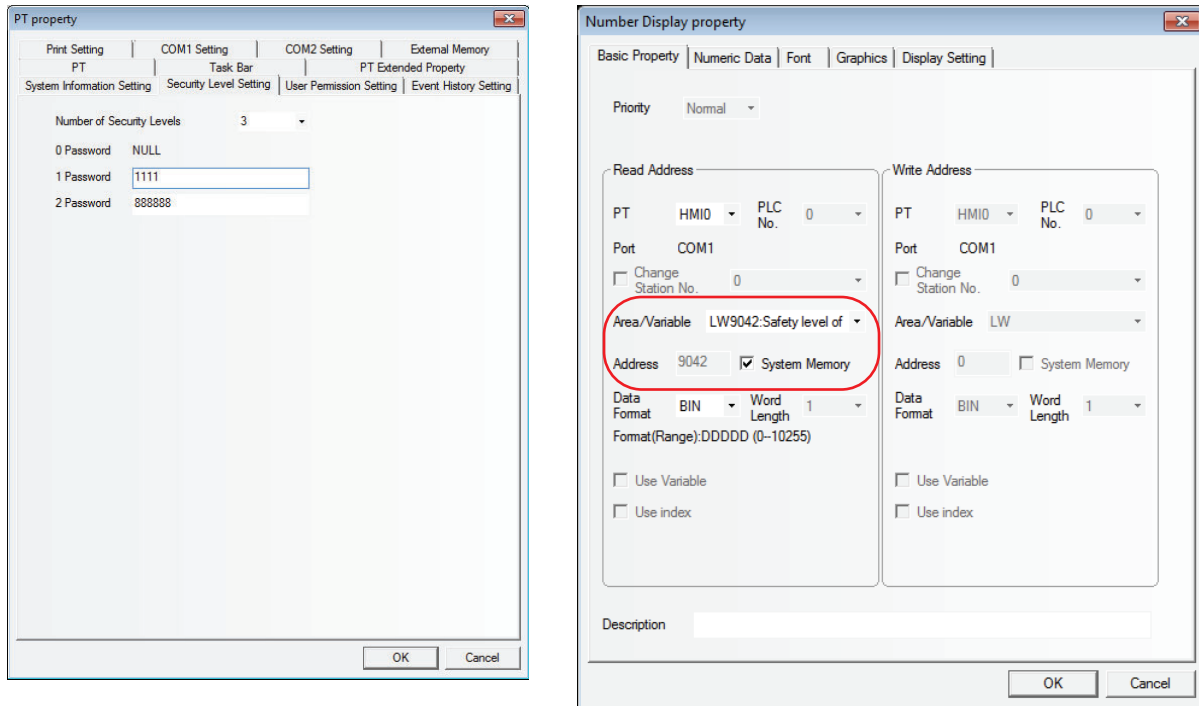 PT property
Print Setting COM1 Setting COM2 Setting External Memory
PT Task Bar PT Extended Property
System Information Setting Security Level Setting User Permission Setting Event History Setting
Number of Security Levels 3
0 Password NULL
1 Password 1111
2 Password 888888
OK Cancel
Number Display property
Basic Property Numeric Data Font Graphics Display Setting
Priority Normal
Read Address
PT HMI0 PLC No. 0
Port COM1
Change Station No. 0
Area/Variable LW9042:Safety level of
Address 9042 System Memory
Data Format BIN Word Length 1
Format(Range):DDDDD (0--10255)
Use Variable
Use index
Write Address
PT HMI0 PLC No. 0
Port COM1
Change Station No. 0
Area/Variable LW
Address 0 System Memory
Data Format BIN Word Length 1
Use Variable
Use index
Description
OK Cancel